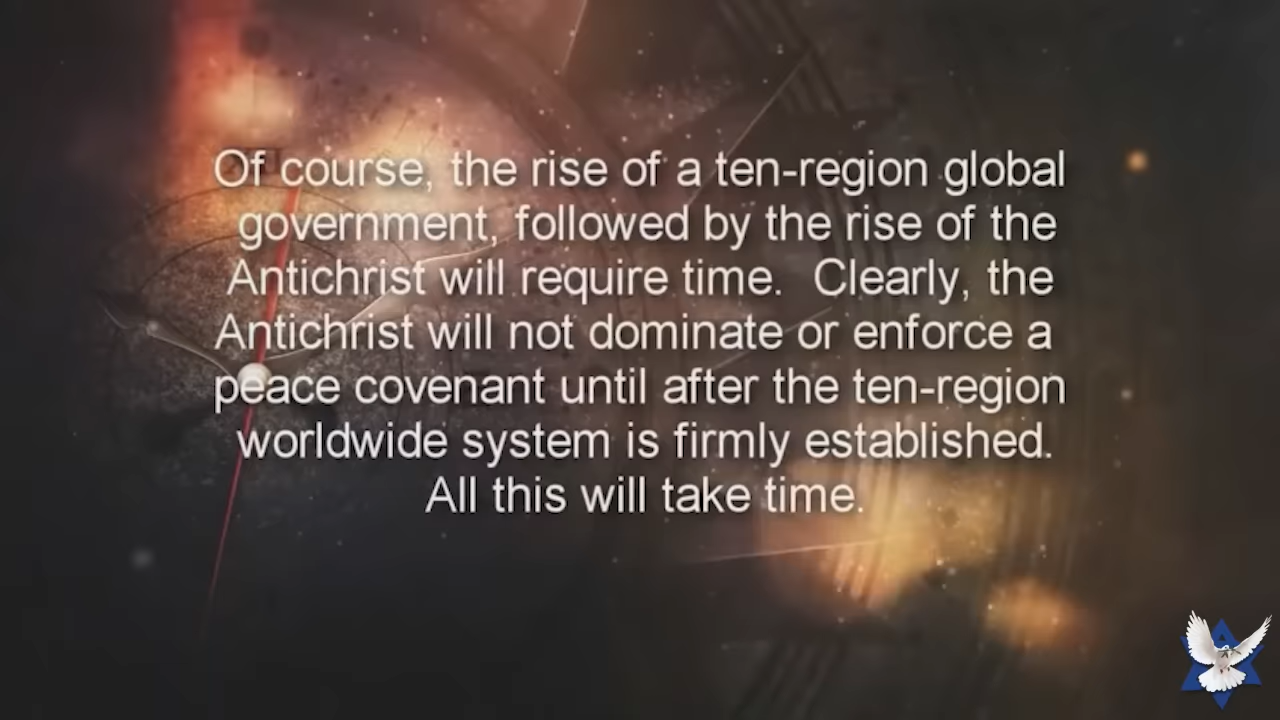 Of course, the rise of a ten-region global
government, followed by the rise of the
Antichrist will require time.  Clearly, the
Antichrist will not dominate or enforce a
peace covenant until after the ten-region
worldwide system is firmly established.
All this will take time.